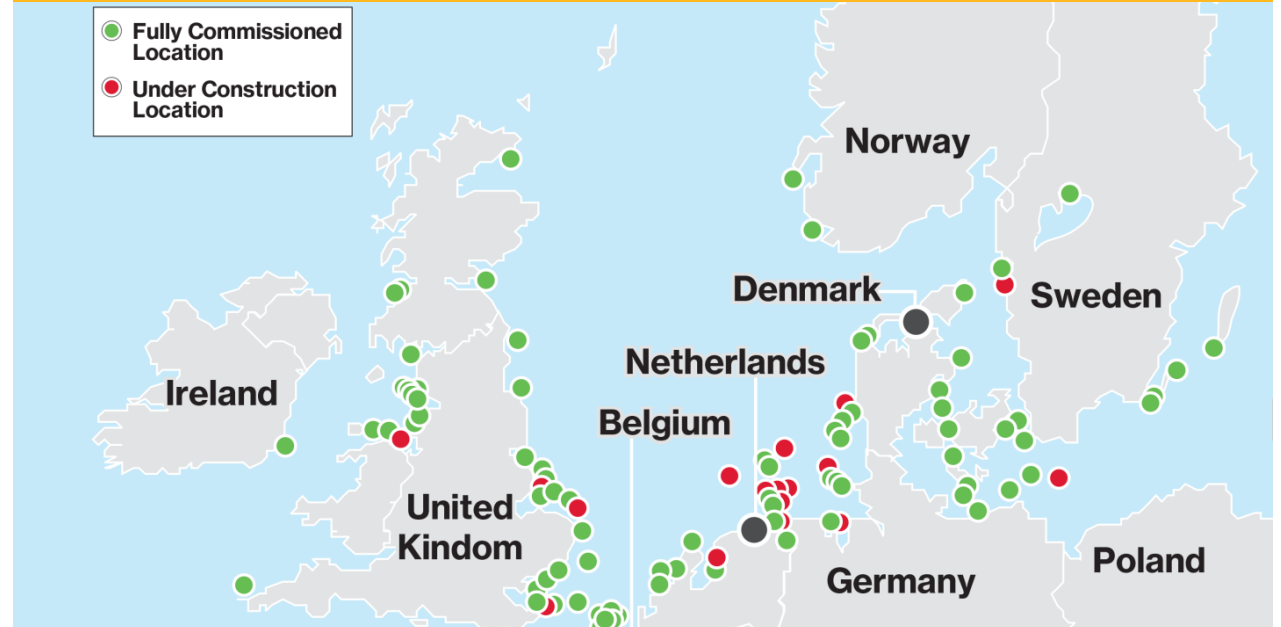 Fully Commissioned
Location
Under Construction
Location
Norway
Denmark
Sweden
Netherlands
Ireland
Belgium
United
Kindom
Poland
Germany